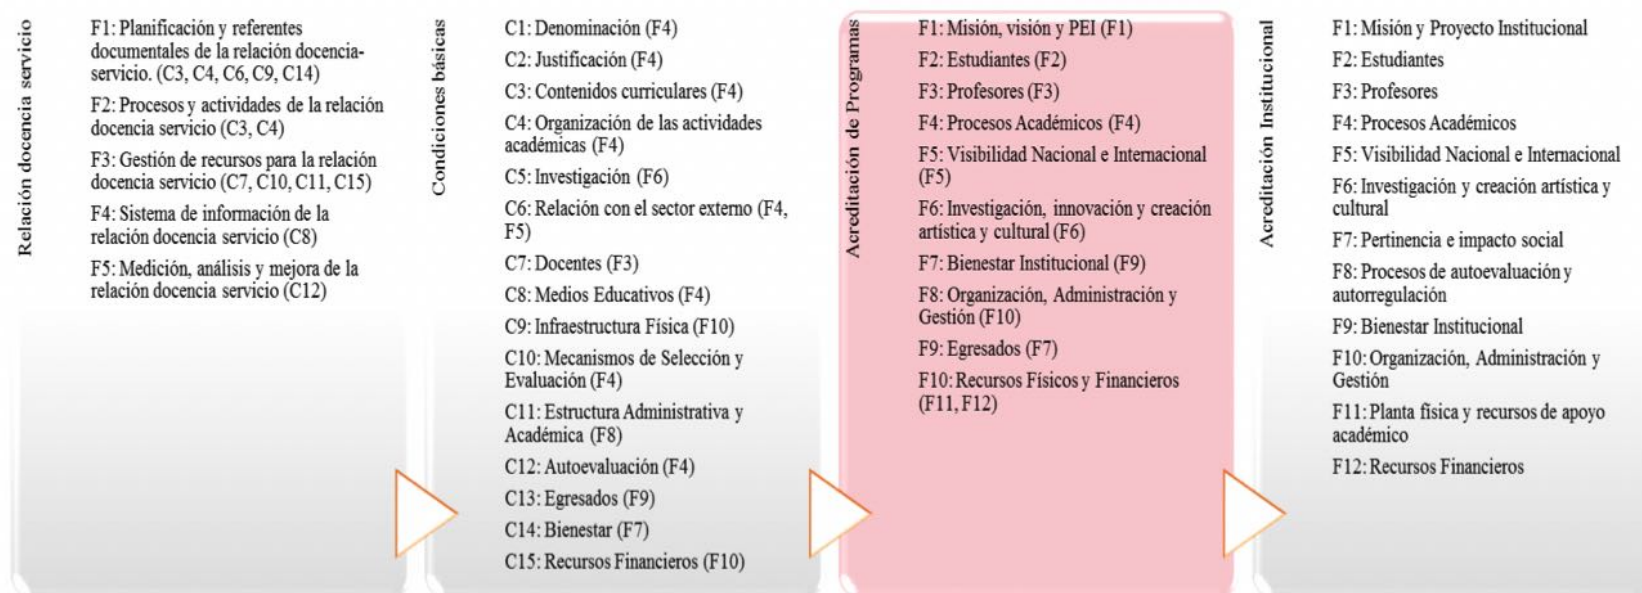 Relación docencia servicio
F1: Planificación y referentes
documentales de la relación docencia-
servicio. (C3, C4, C6, C9, C14)
F2: Procesos y actividades de la relación
docencia servicio (C3, C4)
F3: Gestión de recursos para la relación
docencia servicio (C7, C10, C11, C15)
F4: Sistema de información de la
relación docencia servicio (C8)
F5: Medición, análisis y mejora de la
relación docencia servicio (C12)
Condiciones básicas
C1: Denominación (F4)
C2: Justificación (F4)
C3: Contenidos curriculares (F4)
C4: Organización de las actividades
académicas (F4)
C5: Investigación (F6)
C6: Relación con el sector externo (F4,
F5)
C7: Docentes (F3)
C8: Medios Educativos (F4)
C9: Infraestructura Física (F10)
C10: Mecanismos de Selección y
Evaluación (F4)
C11: Estructura Administrativa y
Académica (F8)
C12: Autoevaluación (F4)
C13: Egresados (F9)
C14: Bienestar (F7)
C15: Recursos Financieros (F10)
Acreditación de Programas
F1: Misión, visión y PEI (F1)
F2: Estudiantes (F2)
F3: Profesores (F3)
F4: Procesos Académicos (F4)
F5: Visibilidad Nacional e Internacional
(F5)
F6: Investigación, innovación y creación
artística y cultural (F6)
F7: Bienestar Institucional (F9)
F8: Organización, Administración y
Gestión (F10)
F9: Egresados (F7)
F10: Recursos Físicos y Financieros
(F11, F12)
Acreditación Institucional
F1: Misión y Proyecto Institucional
F2: Estudiantes
F3: Profesores
F4: Procesos Académicos
F5: Visibilidad Nacional e Internacional
F6: Investigación y creación artística y
cultural
F7: Pertinencia e impacto social
F8: Procesos de autoevaluación y
autorregulación
F9: Bienestar Institucional
F10: Organización, Administración y
Gestión
F11: Planta física y recursos de apoyo
académico
F12: Recursos Financieros